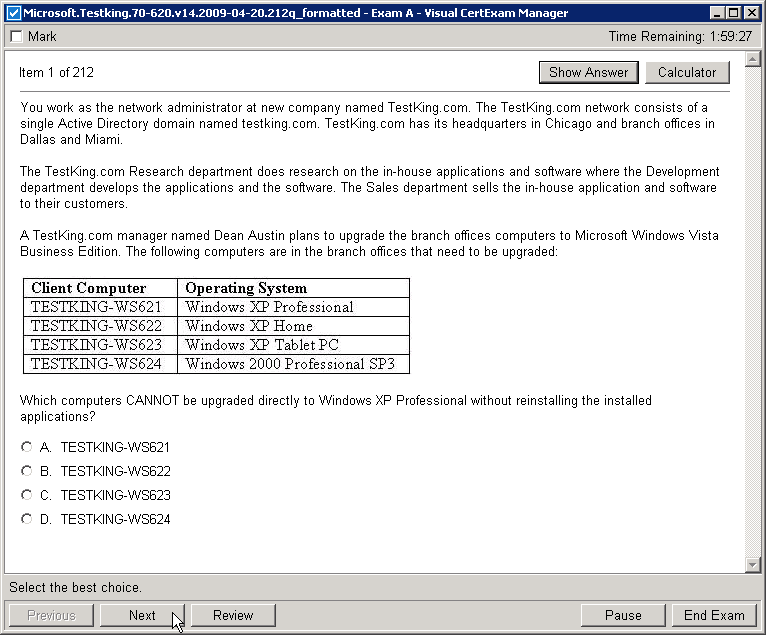 Microsoft.Testking.70-620.v14.2009-04-20.212q_formatted - Exam A - Visual CertExam Manager
Mark
Time Remaining: 1:59:27
Item 1 of 212
Show Answer
Calculator
You work as the network administrator at new company named TestKing.com. The TestKing.com network consists of a
single Active Directory domain named testking.com. TestKing.com has its headquarters in Chicago and branch offices in
Dallas and Miami.
The TestKing.com Research department does research on the in-house applications and software where the Development
department develops the applications and the software. The Sales department sells the in-house application and software
to their customers.
A TestKing.com manager named Dean Austin plans to upgrade the branch offices computers to Microsoft Windows Vista
Business Edition. The following computers are in the branch offices that need to be upgraded:
Client Computer Operating System
TESTKING-WS621 Windows XP Professional
TESTKING-WS622 Windows XP Home
TESTKING-WS623 Windows XP Tablet PC
TESTKING-WS624 Windows 2000 Professional SP3
Which computers CANNOT be upgraded directly to Windows XP Professional without reinstalling the installed
applications?
A. TESTKING-WS621
B. TESTKING-WS622
C. TESTKING-WS623
D. TESTKING-WS624
Select the best choice.
Previous
Next
Review
Pause
End Exam